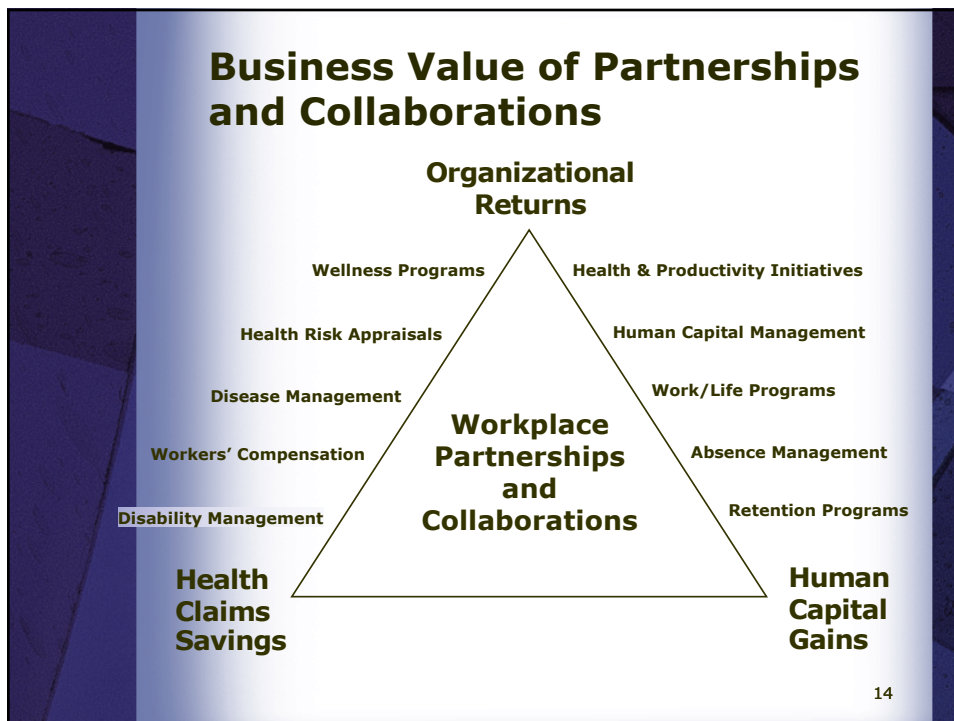 Business Value of Partnerships
and Collaborations
Organizational
Returns
Wellness Programs
Health & Productivity Initiatives
Health Risk Appraisals
Human Capital Management
Disease Management
Work/Life Programs
Workplace
Partnerships
and
Collaborations
Workers’ Compensation
Absence Management
Disability Management
Retention Programs
Health
Claims
Savings
Human
Capital
Gains
14